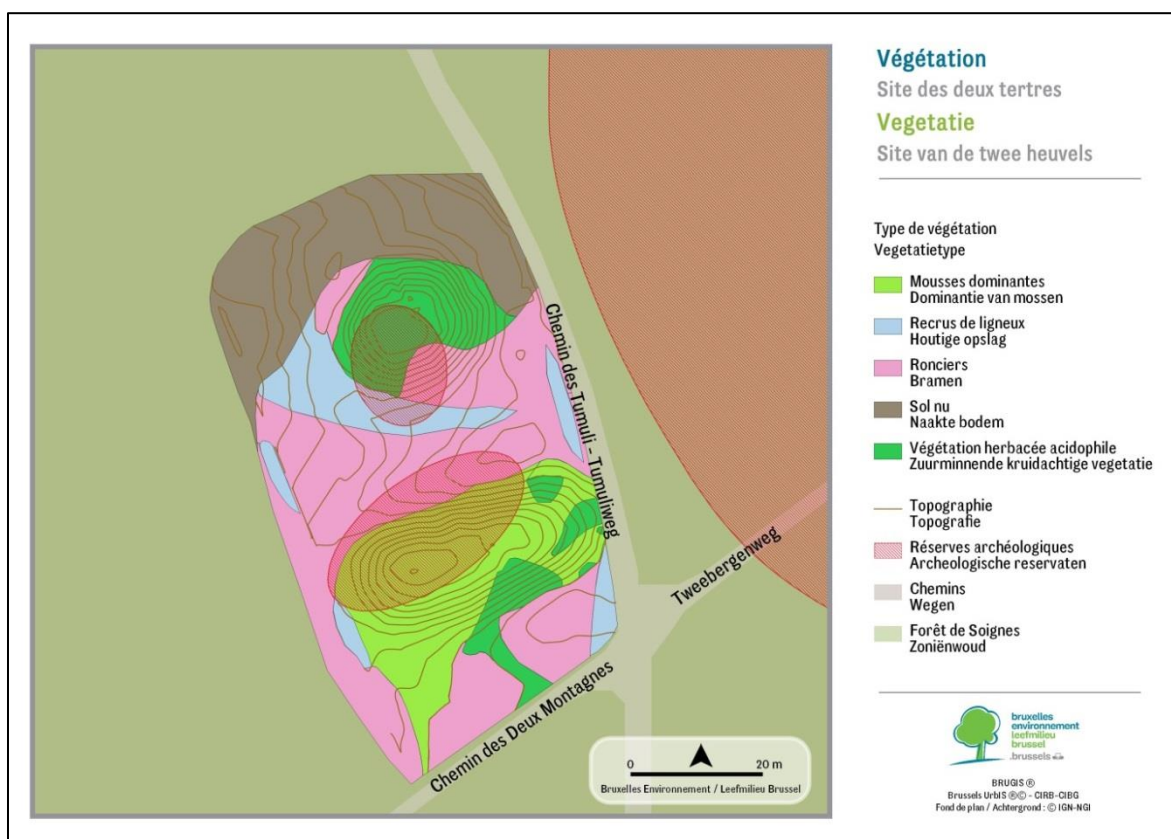 Végétation
Site des deux tertres
Vegetatie
Site van de twee heuvels
Type de végétation
Vegetatietype
Mousses dominantes
Dominantie van mossen
Recrus de ligneux
Houtige opslag
Ronciers
Bramen
Sol nu
Naakte bodem
Végétation herbacée acidophile
Zuurminnende kruidachtige vegetatie
Topographie
Topografie
Réserves archéologiques
Archeologische reservaten
Chemins
Wegen
Forêt de Soignes
Zoniënwoud
Chemin des Tumuli - Tumuliweg
Tweebergenweg
Chemin des Deux Montagnes
0 20 m
Bruxelles Environnement / Leefmilieu Brussel
bruxelles
environnement
leefmilieu
brussel
.brussels
BRUGIS ®
Brussels UrbIS ®© - CIRB-CIBG
Fond de plan / Achtergrond : © IGN-NGI